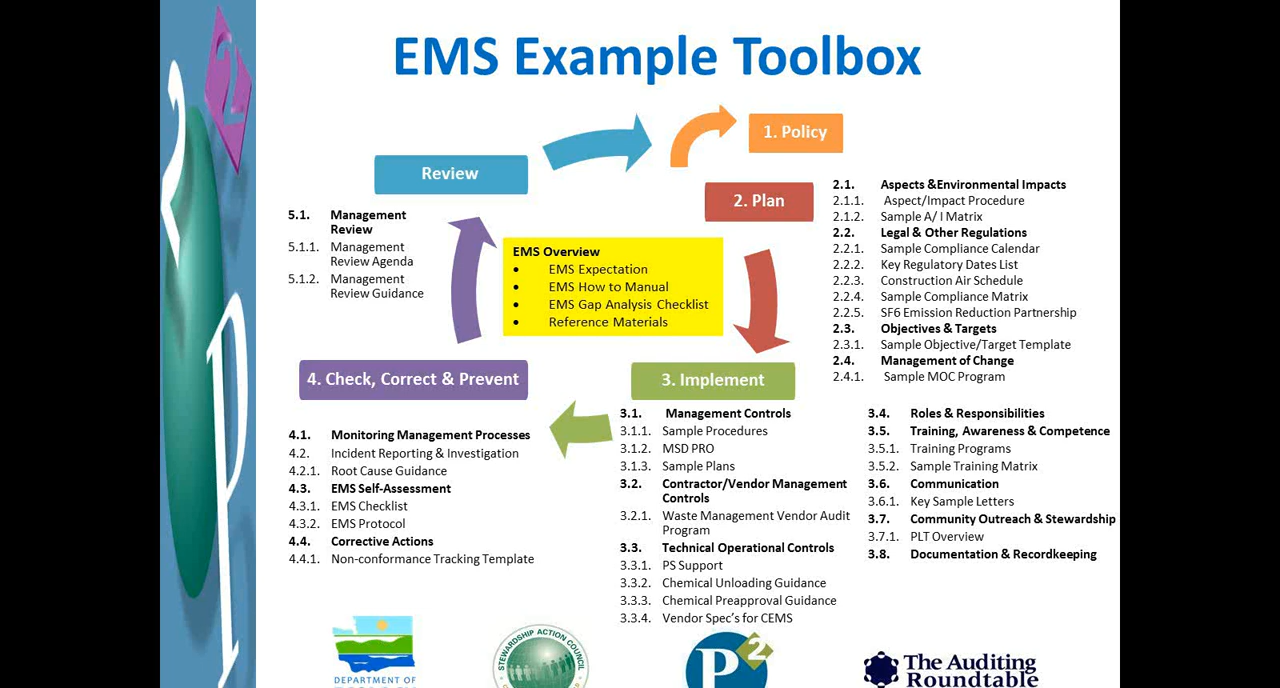 EMS Example Toolbox
1. Policy
Review
2. Plan
2.1. Aspects &Environmental Impacts
2.1.1. Aspect/Impact Procedure
2.1.2. Sample A/ I Matrix
2.2. Legal & Other Regulations
2.2.1. Sample Compliance Calendar
2.2.2. Key Regulatory Dates List
2.2.3. Construction Air Schedule
2.2.4. Sample Compliance Matrix
2.2.5. SF6 Emission Reduction Partnership
2.3. Objectives & Targets
2.3.1. Sample Objective/Target Template
2.4. Management of Change
2.4.1. Sample MOC Program
5.1. Management
Review
5.1.1. Management
Review Agenda
5.1.2. Management
Review Guidance
EMS Overview
• EMS Expectation
• EMS How to Manual
• EMS Gap Analysis Checklist
• Reference Materials
4. Check, Correct & Prevent
3. Implement
4.1. Monitoring Management Processes
4.2. Incident Reporting & Investigation
4.2.1. Root Cause Guidance
4.3. EMS Self-Assessment
4.3.1. EMS Checklist
4.3.2. EMS Protocol
4.4. Corrective Actions
4.4.1. Non-conformance Tracking Template
3.1. Management Controls
3.1.1. Sample Procedures
3.1.2. MSD PRO
3.1.3. Sample Plans
3.2. Contractor/Vendor Management
Controls
3.2.1. Waste Management Vendor Audit
Program
3.3. Technical Operational Controls
3.3.1. PS Support
3.3.2. Chemical Unloading Guidance
3.3.3. Chemical Preapproval Guidance
3.3.4. Vendor Spec's for CEMS
3.4. Roles & Responsibilities
3.5. Training, Awareness & Competence
3.5.1. Training Programs
3.5.2. Sample Training Matrix
3.6. Communication
3.6.1. Key Sample Letters
3.7. Community Outreach & Stewardship
3.7.1. PLT Overview
3.8. Documentation & Recordkeeping
DEPARTMENT OF
STEWARDSHIP ACTION COUNCIL
P2
The Auditing
Roundtable
2
P
2